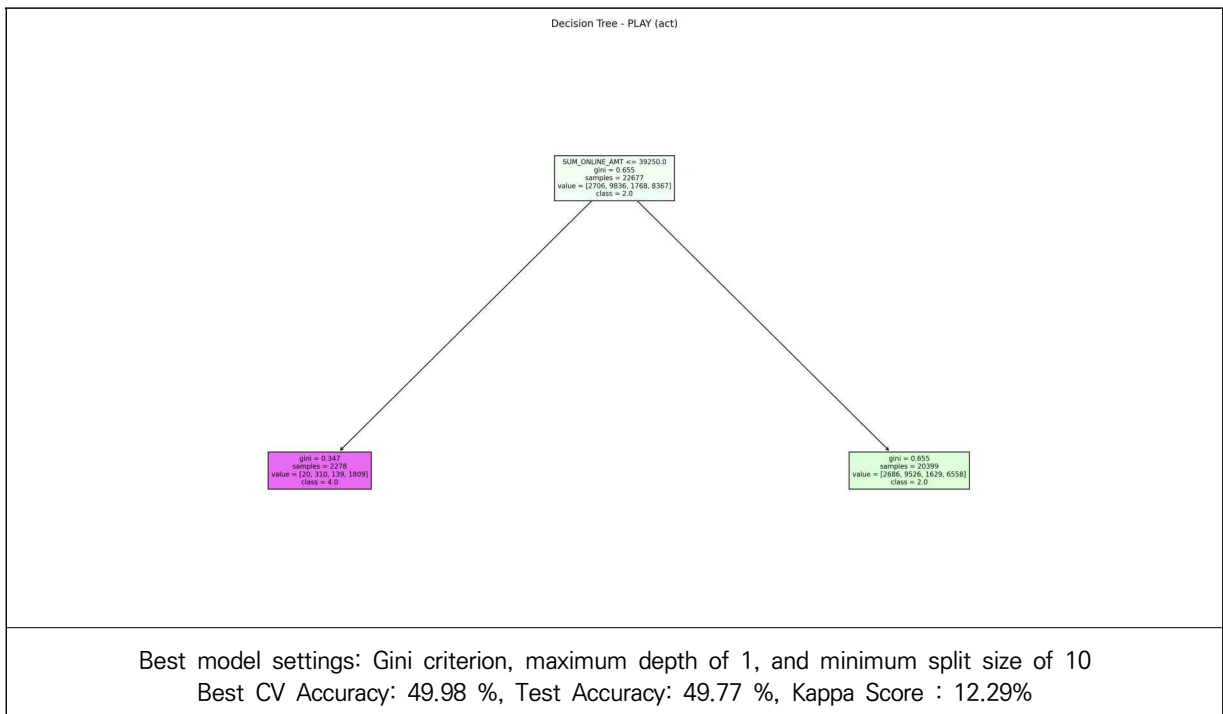 Decision Tree - PLAY (act)
SUM_ONLINE_AMT <= 39250.0
gini = 0.655
samples = 22677
value = [2706, 9836, 1768, 8367]
class = 2.0
gini = 0.347
samples = 2278
value = [20, 310, 139, 1809]
class = 4.0
gini = 0.655
samples = 20399
value = [2686, 9526, 1629, 6558]
class = 2.0
Best model settings: Gini criterion, maximum depth of 1, and minimum split size of 10
Best CV Accuracy: 49.98 %, Test Accuracy: 49.77 %, Kappa Score : 12.29%